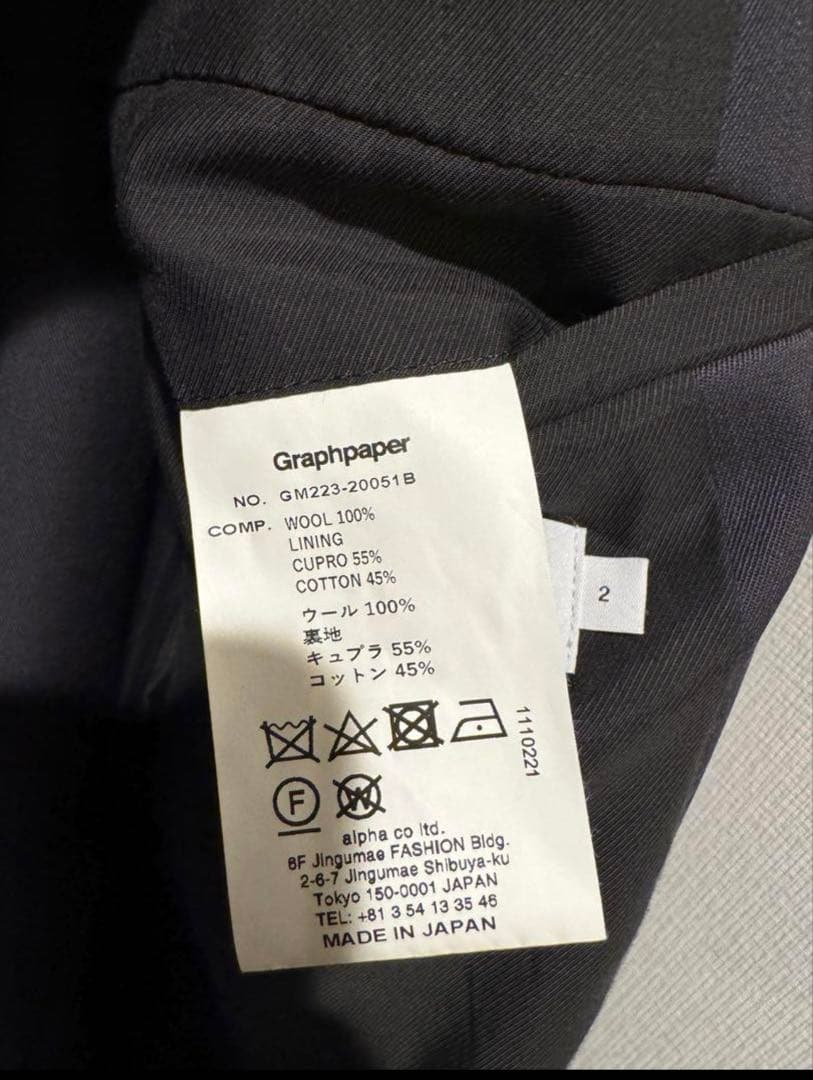 Graphpaper
NO. GM223-20051B
COMP. WOOL 100%
LINING
CUPRO 55%
COTTON 45%
ウール 100%
裏地
キュプラ 55%
コットン 45%
1110221
F W
alpha co ltd.
6F Jingumae FASHION Bldg.
2-6-7 Jingumae Shibuya-ku
Tokyo 150-0001 JAPAN
TEL: +81 3 54 13 35 46
MADE IN JAPAN
2